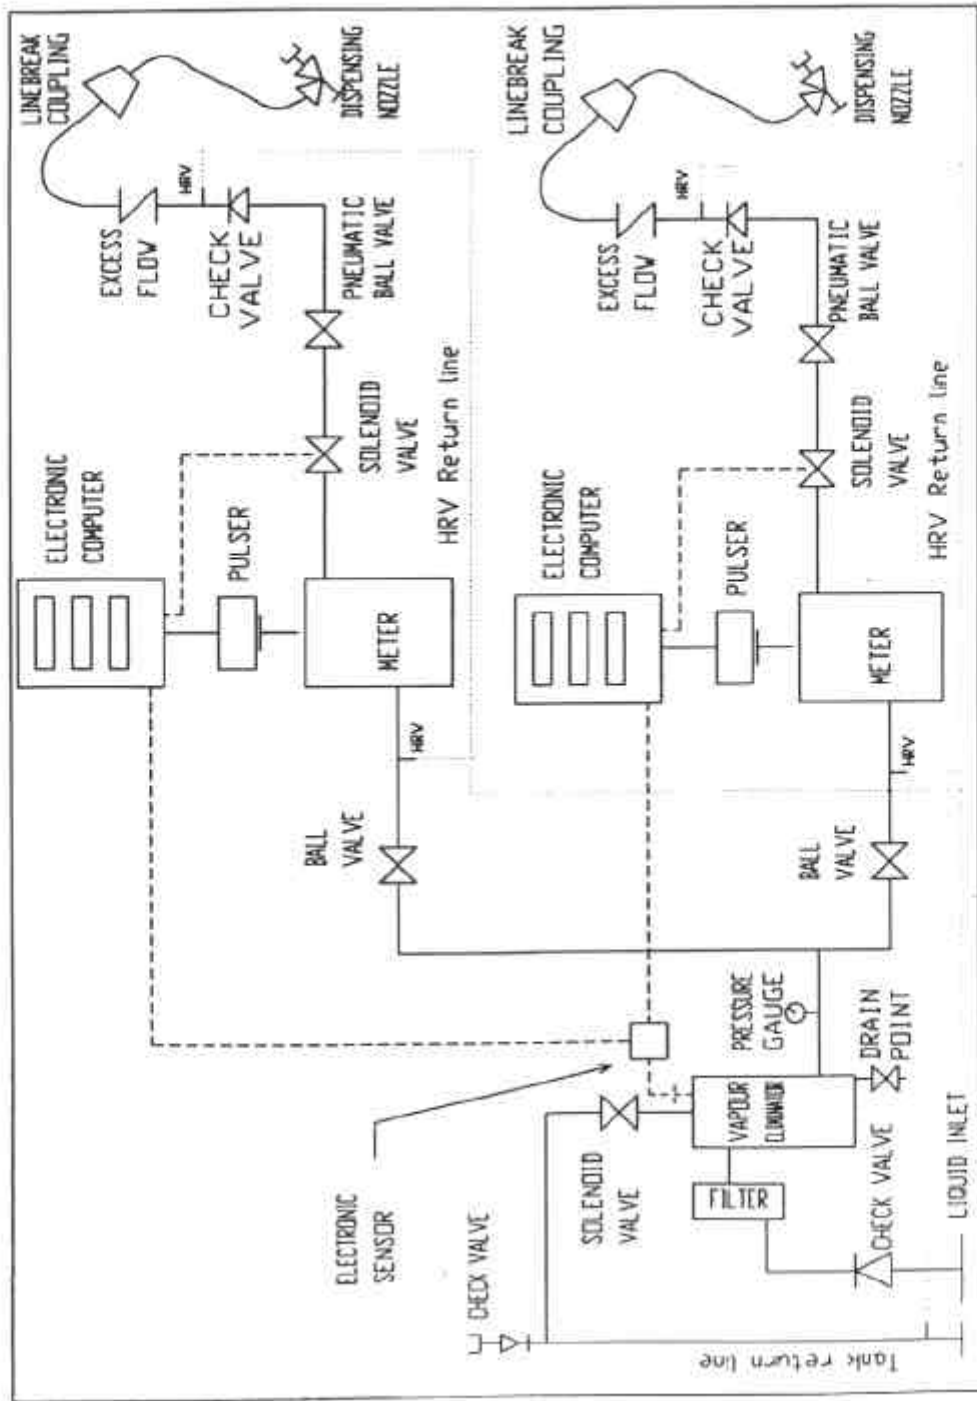 LINEBREAK
COUPLING
DISPENSING
NOZZLE
HRV
EXCESS
FLOW
CHECK
VALVE
PNEUMATIC
BALL VALVE
SOLENOID
VALVE
HRV Return line
ELECTRONIC
COMPUTER
PULSER
METER
HRV
BALL
VALVE
LINEBREAK
COUPLING
DISPENSING
NOZZLE
HRV
EXCESS
FLOW
CHECK
VALVE
PNEUMATIC
BALL VALVE
SOLENOID
VALVE
HRV Return line
ELECTRONIC
COMPUTER
PULSER
METER
HRV
BALL
VALVE
PRESSURE
GAUGE
DRAIN
POINT
VAPOUR
ELIMINATOR
FILTER
SOLENOID
VALVE
ELECTRONIC
SENSOR
CHECK VALVE
CHECK VALVE
LIQUID INLET
Tank return line